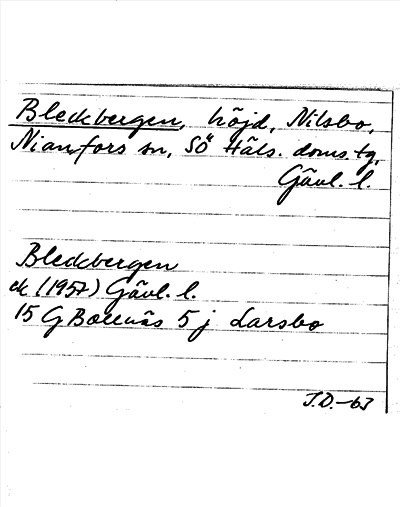 Bleckbergen, höjd, Nilsbo,
Nianfors sn, Sö Häls. doms.tg,
Gävl. l.
Bleckbergen
ek (1957) Gävl. l.
15 G Bollnäs 5 j Larsbo
J.D.-63